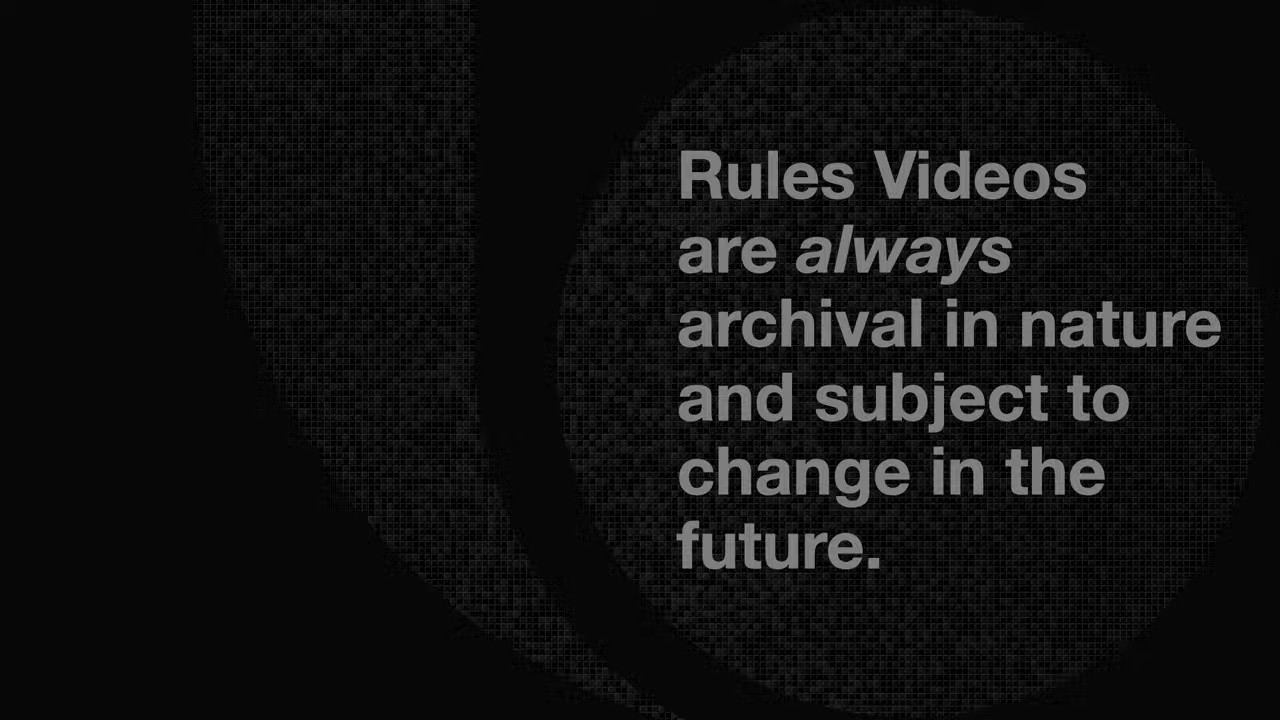 Rules Videos
are always
archival in nature
and subject to
change in the
future.